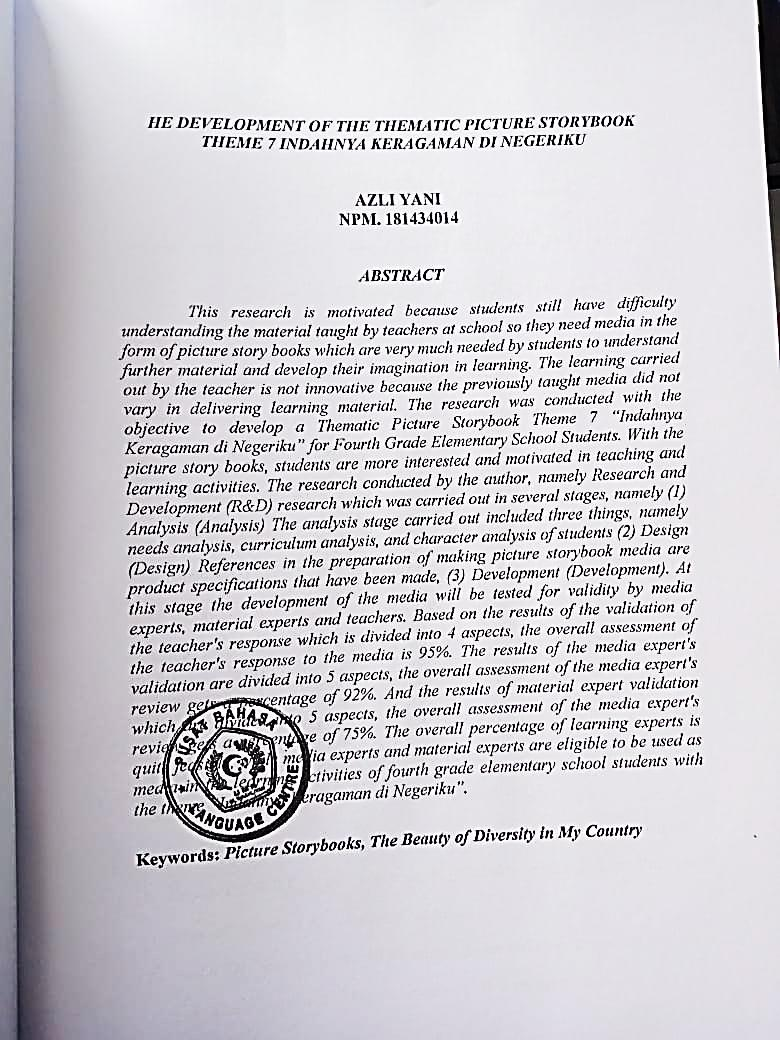 HE DEVELOPMENT OF THE THEMATIC PICTURE STORYBOOK
THEME 7 INDAHNYA KERAGAMAN DI NEGERIKU
AZLI YANI
NPM. 181434014
ABSTRACT
This research is motivated because students still have difficulty
understanding the material taught by teachers at school so they need media in the
form of picture story books which are very much needed by students to understand
further material and develop their imagination in learning. The learning carried
out by the teacher is not innovative because the previously taught media did not
vary in delivering learning material. The research was conducted with the
objective to develop a Thematic Picture Storybook Theme 7 "Indahnya
Keragaman di Negeriku" for Fourth Grade Elementary School Students. With the
picture story books, students are more interested and motivated in teaching and
learning activities. The research conducted by the author, namely Research and
Development (R&D) research which was carried out in several stages, namely (1)
Analysis (Analysis) The analysis stage carried out included three things, namely
needs analysis, curriculum analysis, and character analysis of students (2) Design
(Design) References in the preparation of making picture storybook media are
product specifications that have been made, (3) Development (Development). At
this stage the development of the media will be tested for validity by media
experts, material experts and teachers. Based on the results of the validation of
the teacher's response which is divided into 4 aspects, the overall assessment of
the teacher's response to the media is 95%. The results of the media expert's
validation are divided into 5 aspects, the overall assessment of the media expert's
review gets percentage of 92%. And the results of material expert validation
which divided into 5 aspects, the overall assessment of the media expert's
review gets a of 75%. The overall percentage of learning experts is
media experts and material experts are eligible to be used as
in activities of fourth grade elementary school students with
the Keragaman di Negeriku".
PUSAT BAHASA
LANGUAGE CENTRE
Keywords: Picture Storybooks, The Beauty of Diversity in My Country